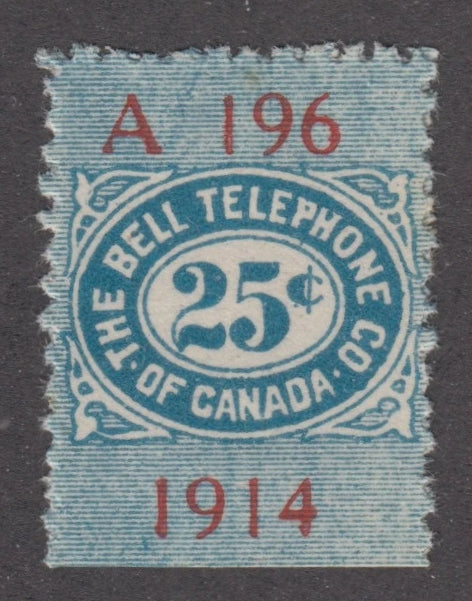 A 196
THE BELL TELEPHONE CO
· OF CANADA ·
25¢
1914